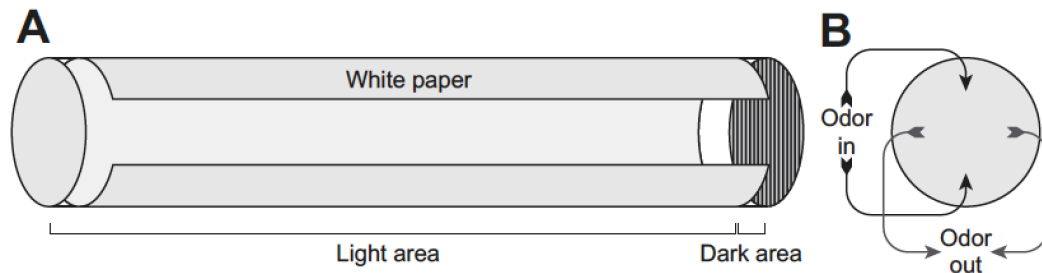 A
White paper
Light area
Dark area
B
Odor
in
Odor
out